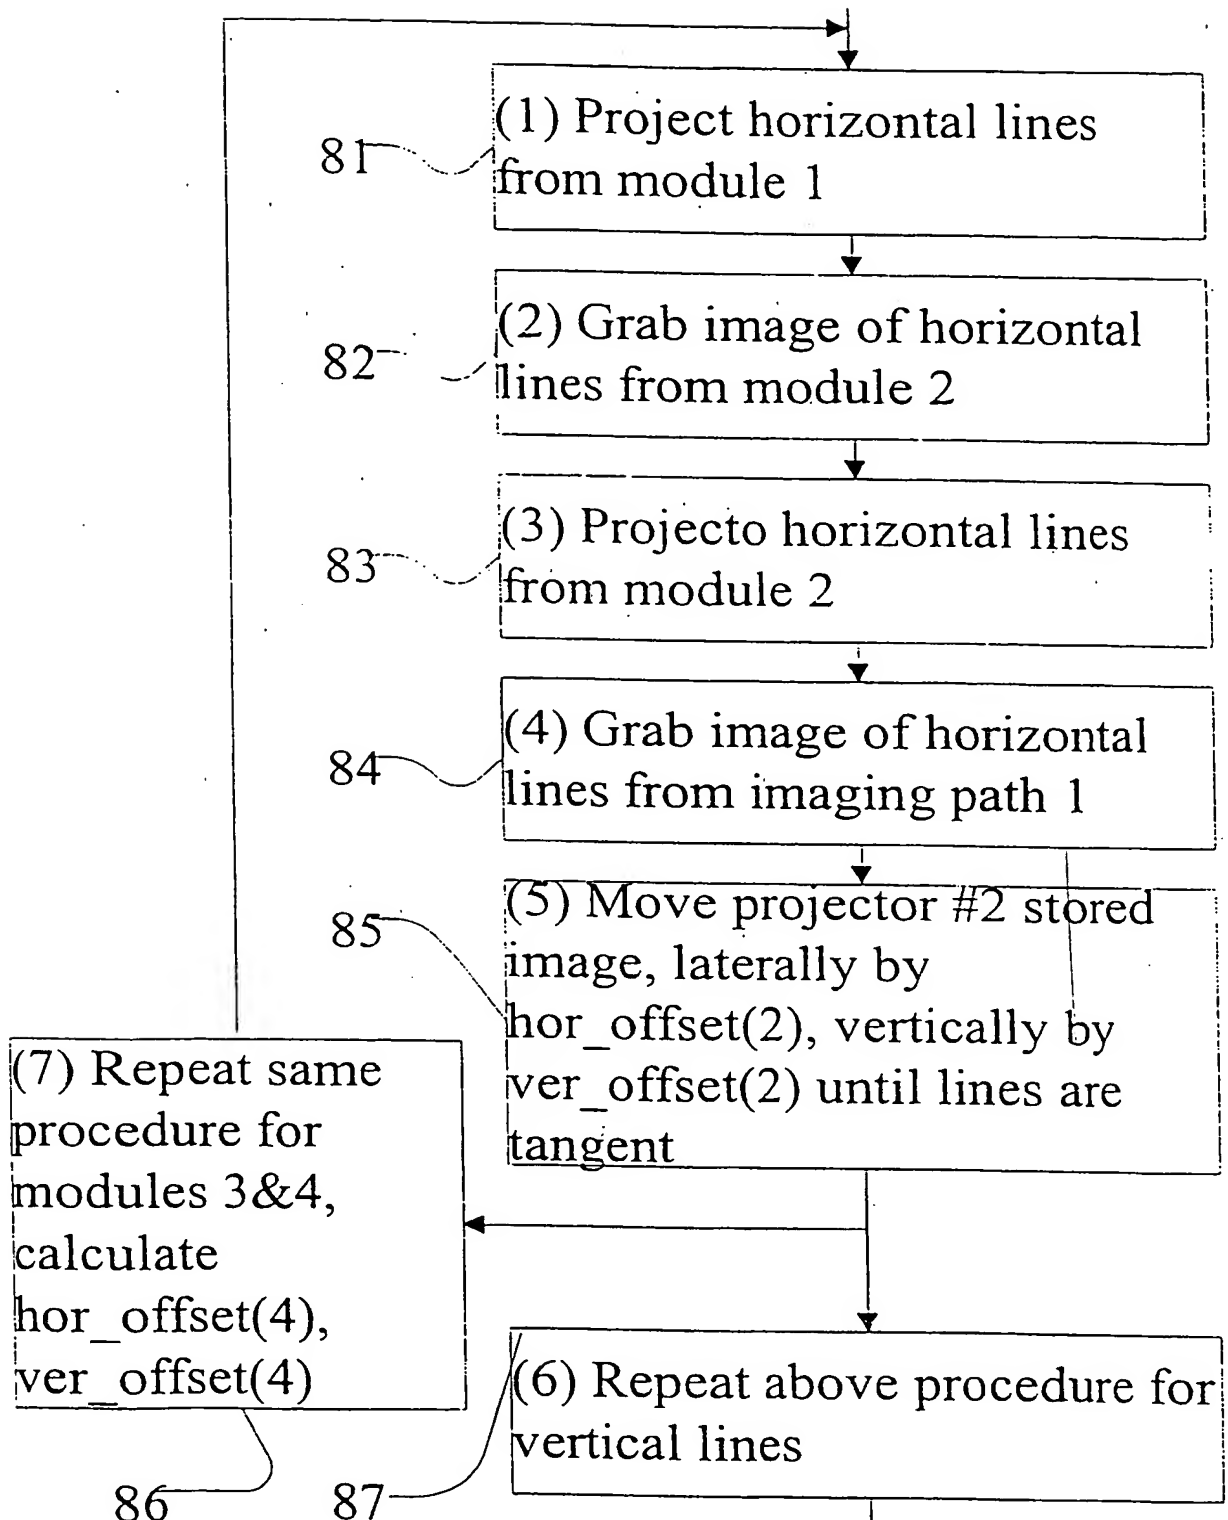 (1) Project horizontal lines
from module 1
81
(2) Grab image of horizontal
lines from module 2
82
(3) Projecto horizontal lines
from module 2
83
(4) Grab image of horizontal
lines from imaging path 1
84
(5) Move projector #2 stored
image, laterally by
hor_offset(2), vertically by
ver_offset(2) until lines are
tangent
85
(7) Repeat same
procedure for
modules 3&4,
calculate
hor_offset(4),
ver_offset(4)
86
(6) Repeat above procedure for
vertical lines
87